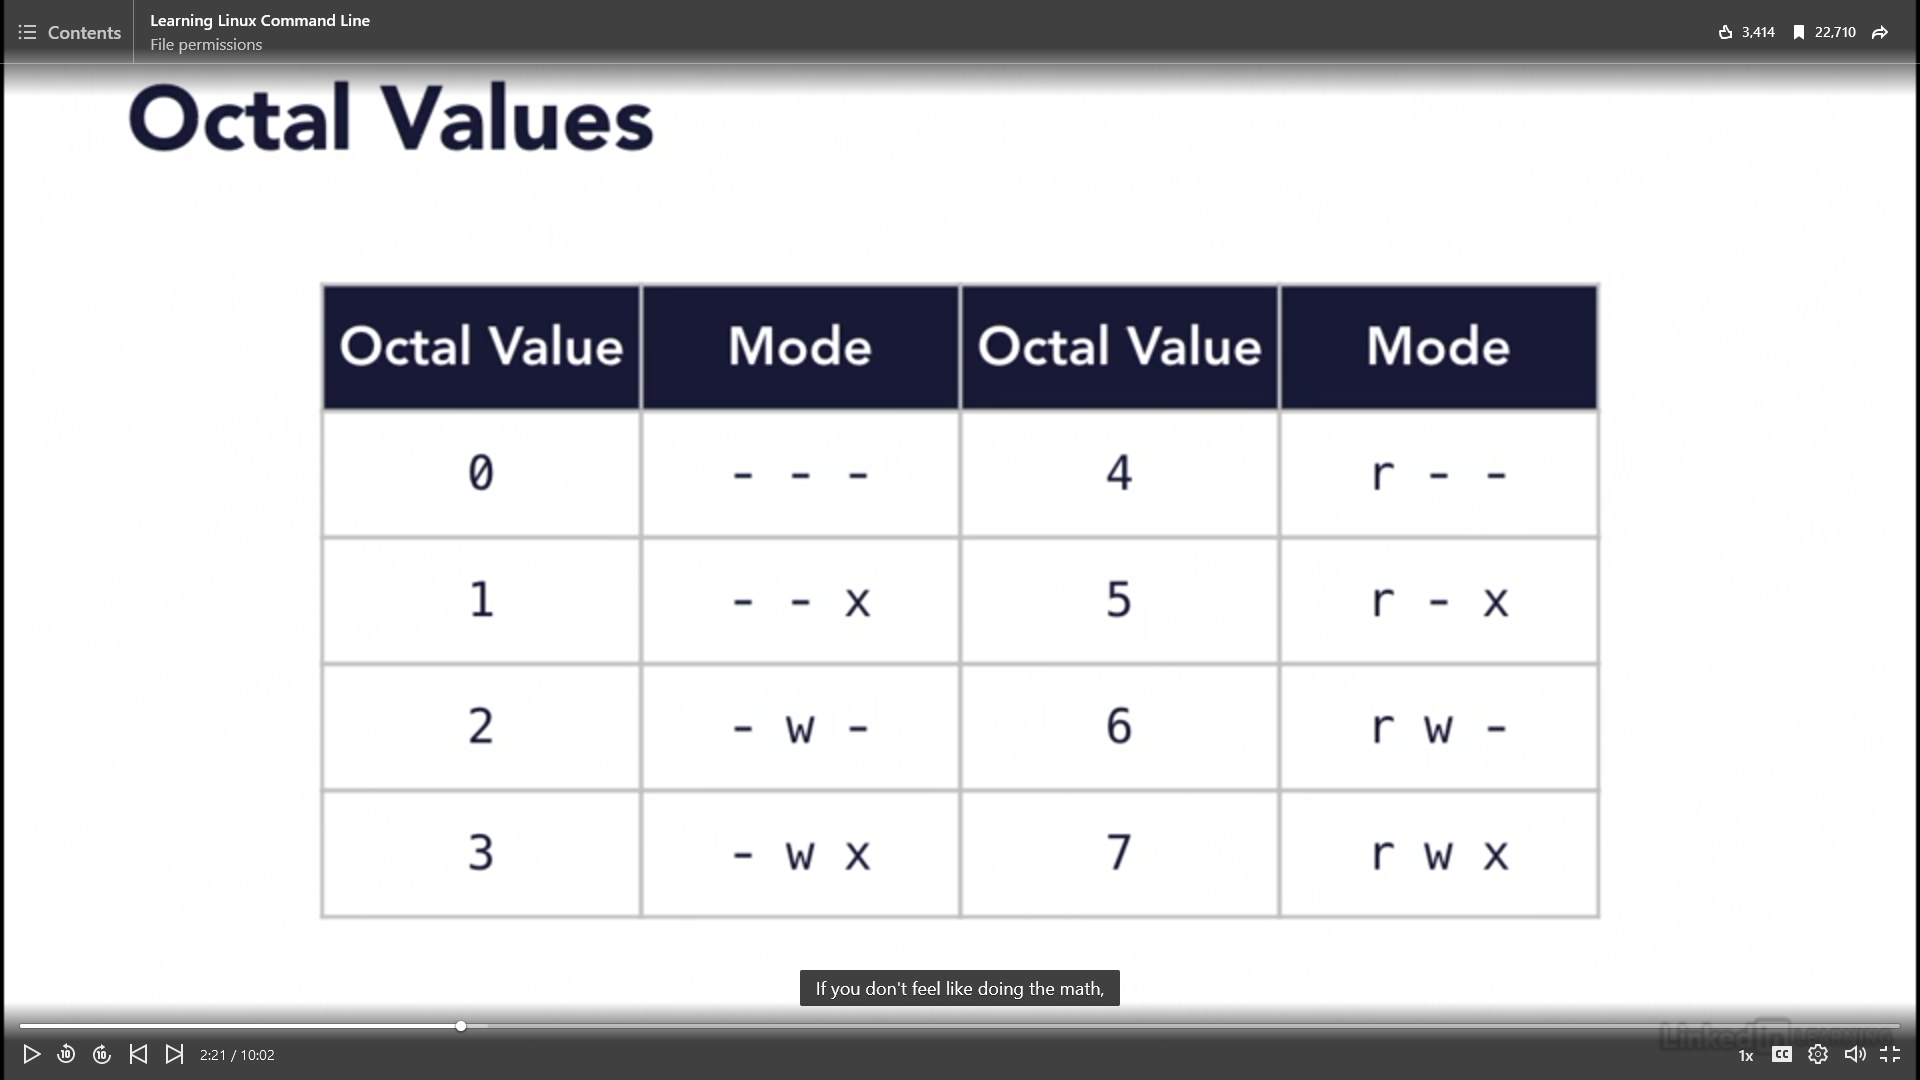 Contents
Learning Linux Command Line
File permissions
3,414
22,710
Octal Values
Octal Value Mode Octal Value Mode
0 - - - 4 r - -
1 - - x 5 r - x
2 - w - 6 r w -
3 - w x 7 r w x
If you don't feel like doing the math,
LinkedIn LEARNING
10 10 2:21 / 10:02 1x CC